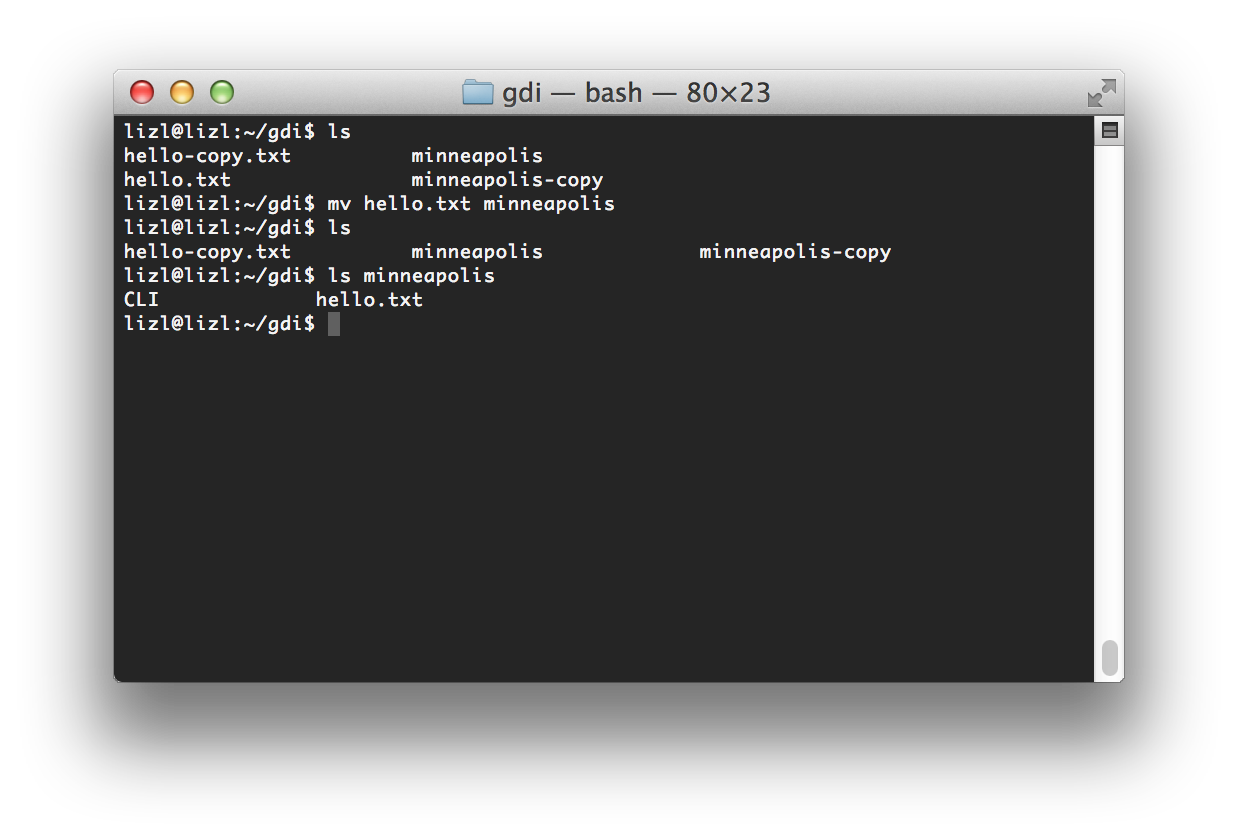 gdi — bash — 80×23
lizl@lizl:~/gdi$ ls
hello-copy.txt          minneapolis
hello.txt               minneapolis-copy
lizl@lizl:~/gdi$ mv hello.txt minneapolis
lizl@lizl:~/gdi$ ls
hello-copy.txt          minneapolis             minneapolis-copy
lizl@lizl:~/gdi$ ls minneapolis
CLI             hello.txt
lizl@lizl:~/gdi$